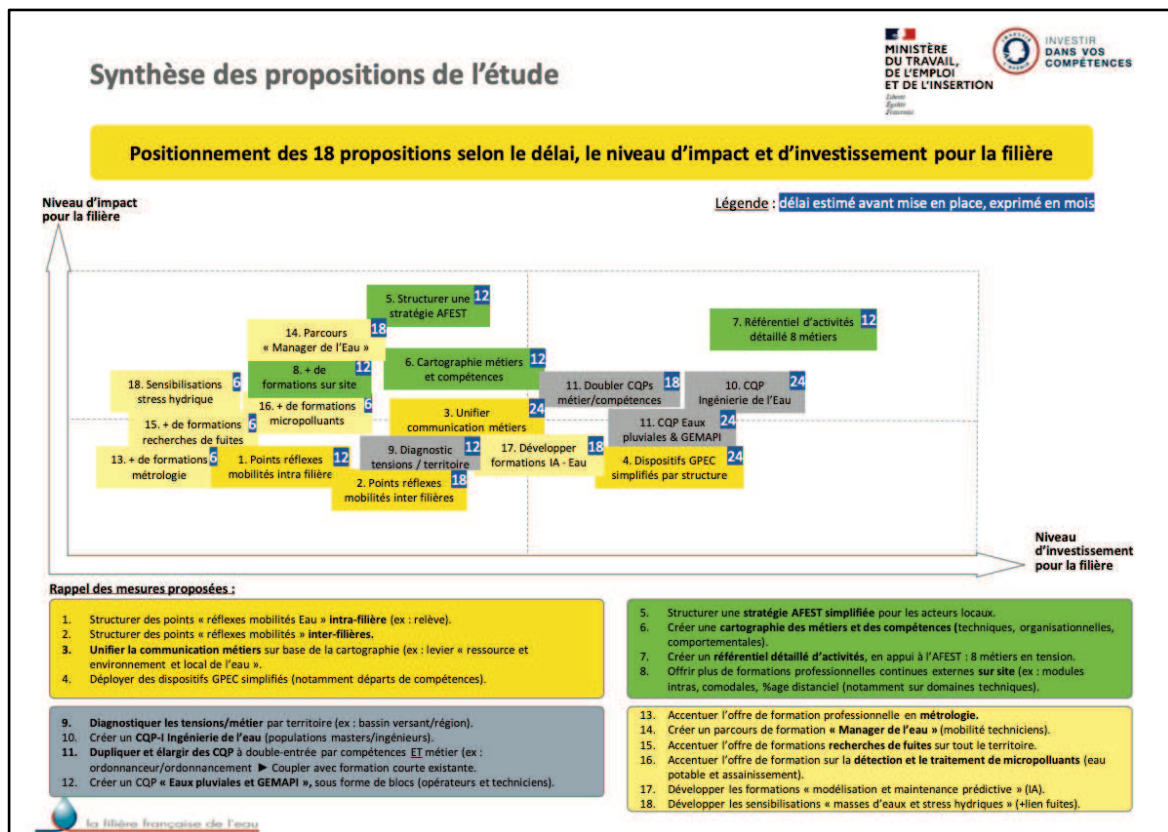 Synthèse des propositions de l'étude
MINISTÈRE
DU TRAVAIL,
DE L'EMPLOI
ET DE L'INSERTION
Liberté
Égalité
Fraternité
INVESTIR
DANS VOS
COMPÉTENCES
Positionnement des 18 propositions selon le délai, le niveau d'impact et d'investissement pour la filière
Niveau d'impact
pour la filière
Légende : délai estimé avant mise en place, exprimé en mois
5. Structurer une
stratégie AFEST
12
7. Référentiel d'activités
détaillé 8 métiers
12
14. Parcours
« Manager de l'Eau »
18
6. Cartographie métiers
et compétences
12
8. + de
formations sur site
12
18. Sensibilisations
stress hydrique
6
11. Doubler CQPs
métier/compétences
18
10. CQP
Ingénierie de l'Eau
24
16. + de formations
micropolluants
6
3. Unifier
communication métiers
24
15. + de formations
recherches de fuites
6
11. CQP Eaux
pluviales & GEMAPI
24
13. + de formations
métrologie
6
1. Points réflexes
mobilités intra filière
12
9. Diagnostic
tensions / territoire
12
17. Développer
formations IA - Eau
18
4. Dispositifs GPEC
simplifiés par structure
24
2. Points réflexes
mobilités inter filières
18
Niveau
d'investissement
pour la filière
Rappel des mesures proposées :
1. Structurer des points « réflexes mobilités Eau » intra-filière (ex : relève).
2. Structurer des points « réflexes mobilités » inter-filières.
3. Unifier la communication métiers sur base de la cartographie (ex : levier « ressource et
environnement et local de l'eau ».
4. Déployer des dispositifs GPEC simplifiés (notamment départs de compétences).
5. Structurer une stratégie AFEST simplifiée pour les acteurs locaux.
6. Créer une cartographie des métiers et des compétences (techniques, organisationnelles,
comportementales).
7. Créer un référentiel détaillé d'activités, en appui à l'AFEST : 8 métiers en tension.
8. Offrir plus de formations professionnelles continues externes sur site (ex : modules
intras, comodales, %age distanciel (notamment sur domaines techniques).
9. Diagnostiquer les tensions/métier par territoire (ex : bassin versant/région).
10. Créer un CQP-I Ingénierie de l'eau (populations masters/ingénieurs).
11. Dupliquer et élargir des CQP à double-entrée par compétences ET métier (ex :
ordonnanceur/ordonnancement ► Coupler avec formation courte existante.
12. Créer un CQP « Eaux pluviales et GEMAPI », sous forme de blocs (opérateurs et techniciens).
13. Accentuer l'offre de formation professionnelle en métrologie.
14. Créer un parcours de formation « Manager de l'eau » (mobilité techniciens).
15. Accentuer l'offre de formations recherches de fuites sur tout le territoire.
16. Accentuer l'offre de formation sur la détection et le traitement de micropolluants (eau
potable et assainissement).
17. Développer les formations « modélisation et maintenance prédictive » (IA).
18. Développer les sensibilisations « masses d'eaux et stress hydriques » (+lien fuites).
la filière française de l'eau